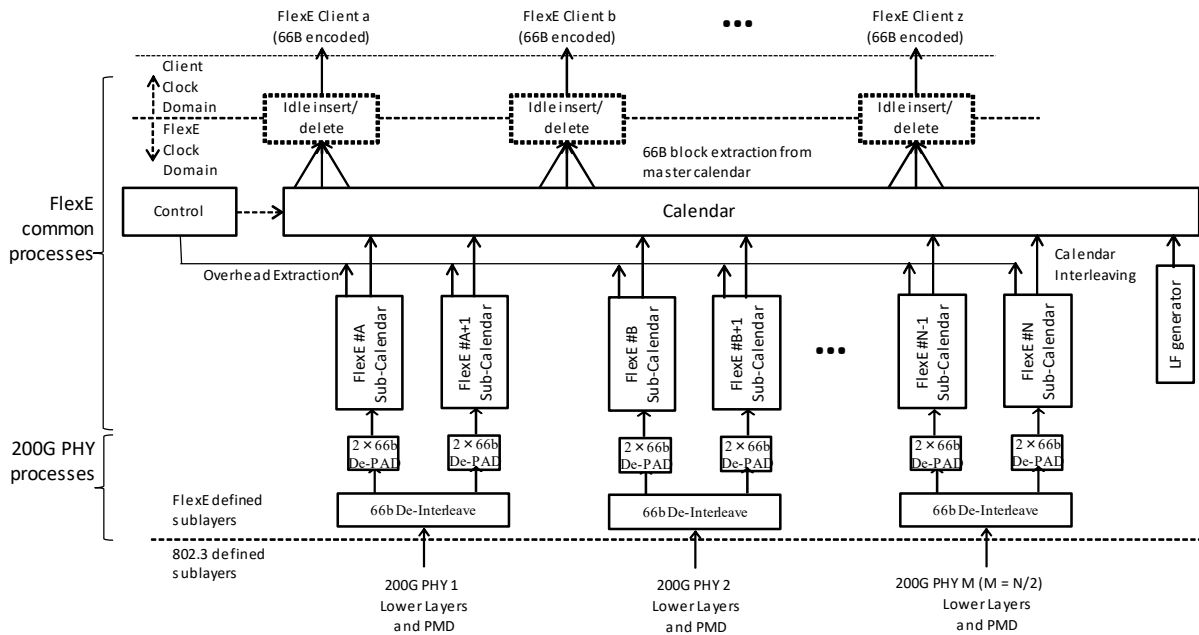 FlexE Client a
(66B encoded)
FlexE Client b
(66B encoded)
•••
FlexE Client z
(66B encoded)
Client
Clock
Domain
FlexE
Clock
Domain
Idle insert/
delete
Idle insert/
delete
Idle insert/
delete
66B block extraction from
master calendar
FlexE
common
processes
Control
Calendar
Overhead Extraction
Calendar
Interleaving
FlexE #A
Sub-Calendar
FlexE #A+1
Sub-Calendar
FlexE #B
Sub-Calendar
FlexE #B+1
Sub-Calendar
•••
FlexE #N-1
Sub-Calendar
FlexE #N
Sub-Calendar
LF generator
200G PHY
processes
2×66b
De-PAD
2×66b
De-PAD
2×66b
De-PAD
2×66b
De-PAD
2×66b
De-PAD
2×66b
De-PAD
FlexE defined
sublayers
66b De-Interleave
66b De-Interleave
66b De-Interleave
802.3 defined
sublayers
200G PHY 1
Lower Layers
and PMD
200G PHY 2
Lower Layers
and PMD
200G PHY M (M = N/2)
Lower Layers
and PMD